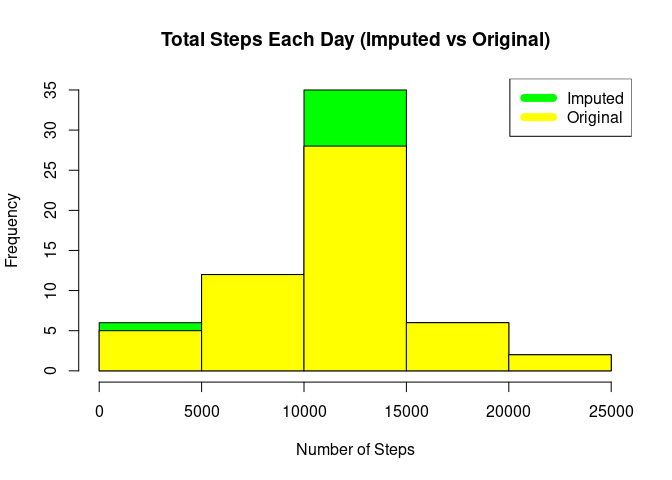 Total Steps Each Day (Imputed vs Original)
Imputed
Original
Frequency
35
30
25
20
15
10
5
0
0 5000 10000 15000 20000 25000
Number of Steps